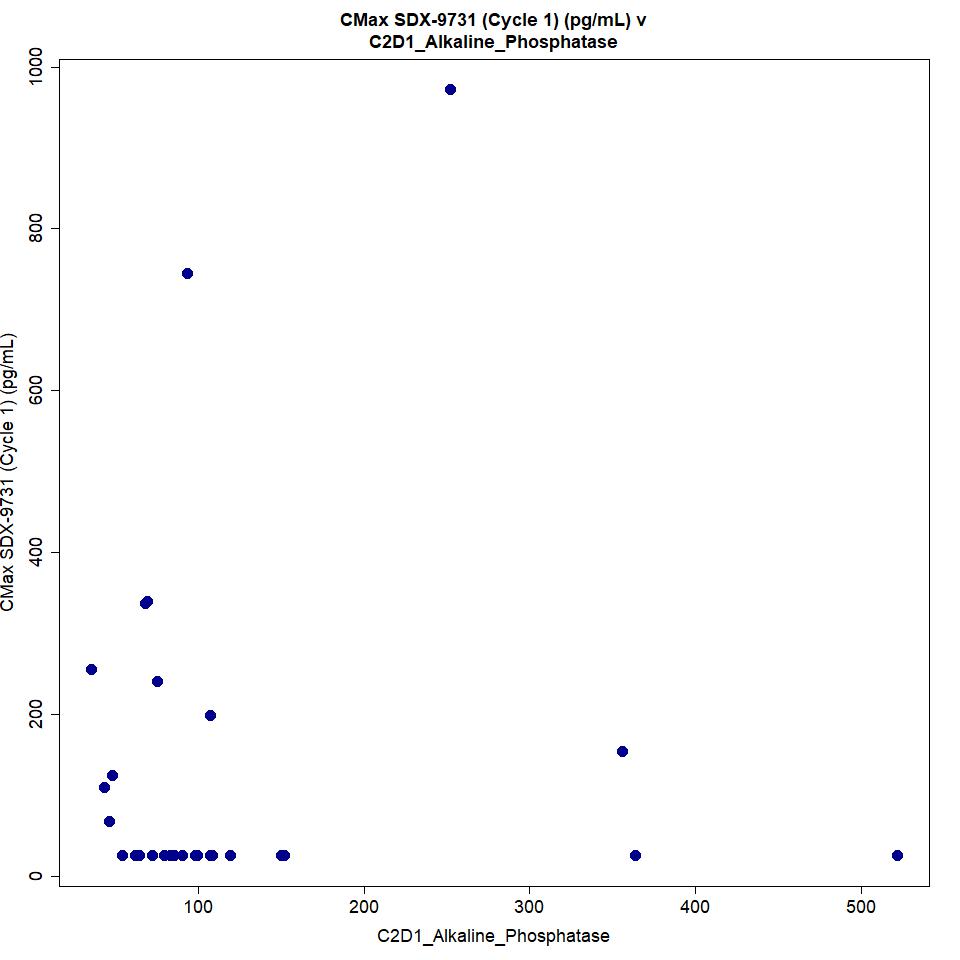 CMax SDX-9731 (Cycle 1) (pg/mL) v
C2D1_Alkaline_Phosphatase
1000
800
600
400
200
0
CMax SDX-9731 (Cycle 1) (pg/mL)
100 200 300 400 500
C2D1_Alkaline_Phosphatase